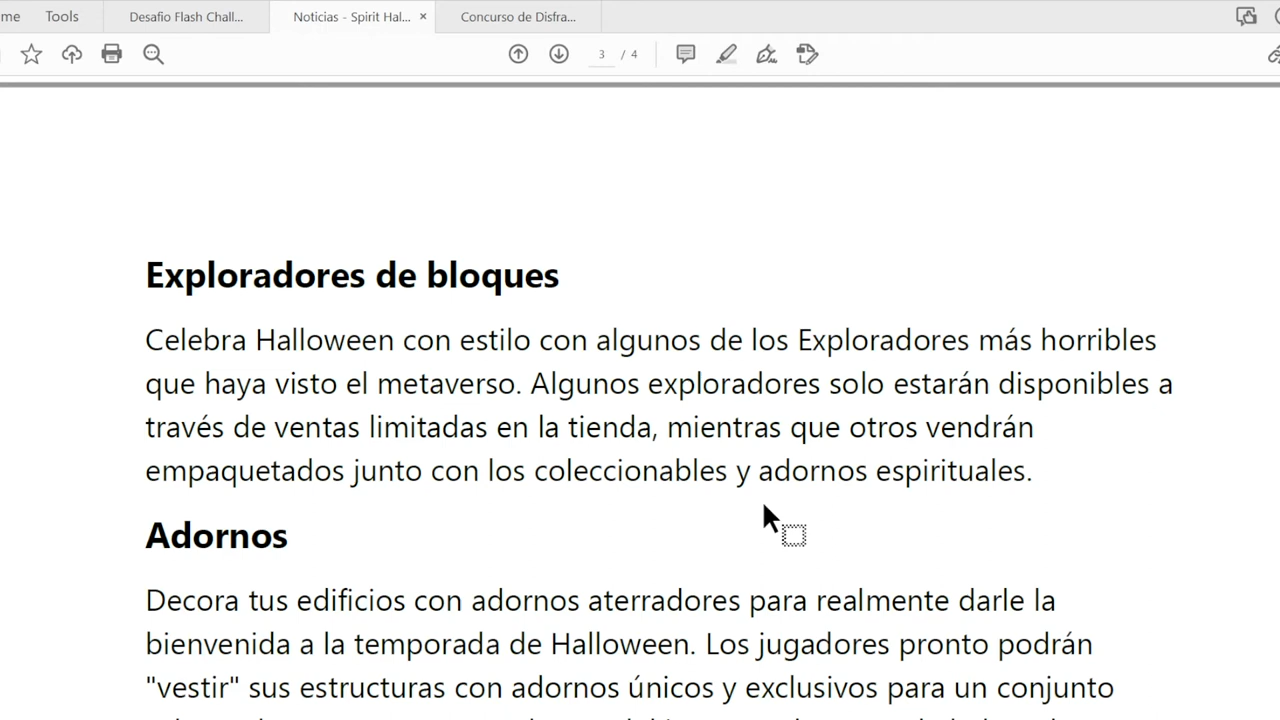 me Tools Desafio Flash Chall... Noticias - Spirit Hal... × Concurso de Disfra...
3 / 4
Exploradores de bloques
Celebra Halloween con estilo con algunos de los Exploradores más horribles
que haya visto el metaverso. Algunos exploradores solo estarán disponibles a
través de ventas limitadas en la tienda, mientras que otros vendrán
empaquetados junto con los coleccionables y adornos espirituales.
Adornos
Decora tus edificios con adornos aterradores para realmente darle la
bienvenida a la temporada de Halloween. Los jugadores pronto podrán
"vestir" sus estructuras con adornos únicos y exclusivos para un conjunto